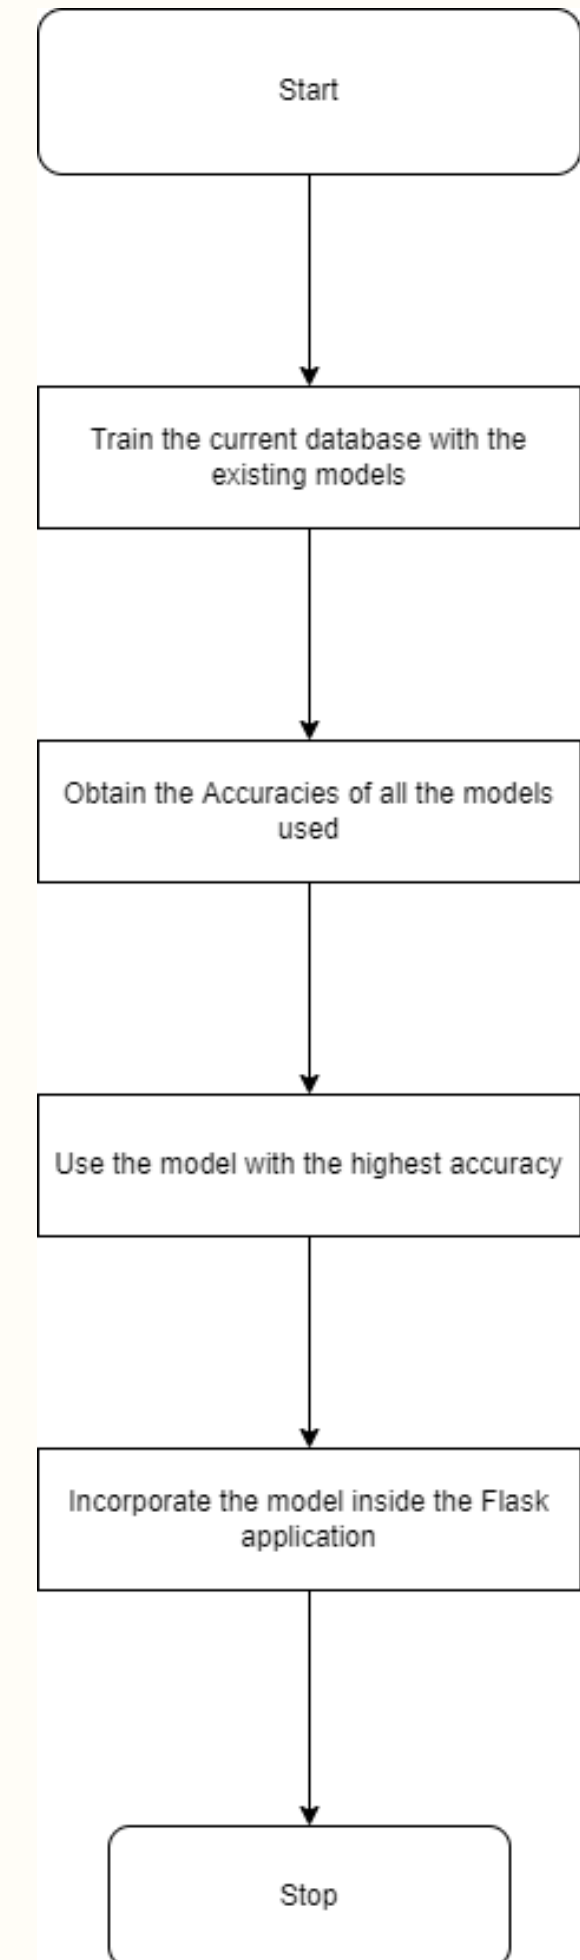 Start
Train the current database with the
existing models
Obtain the Accuracies of all the models
used
Use the model with the highest accuracy
Incorporate the model inside the Flask
application
Stop